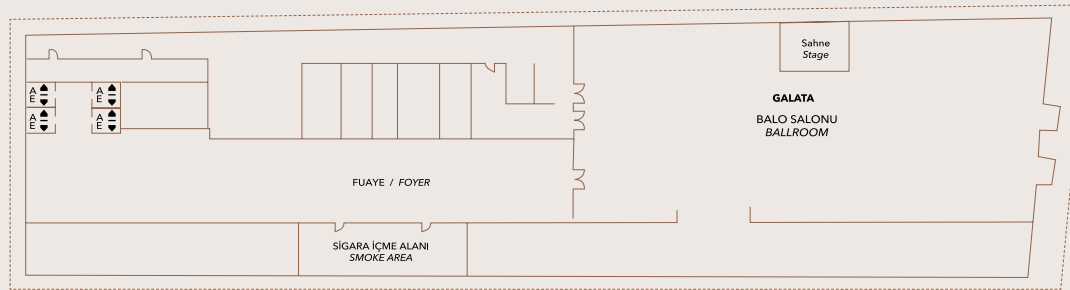 Sahne
Stage
GALATA
BALO SALONU
BALLROOM
A
E
A
E
A
E
A
E
FUAYE / FOYER
SİGARA İÇME ALANI
SMOKE AREA